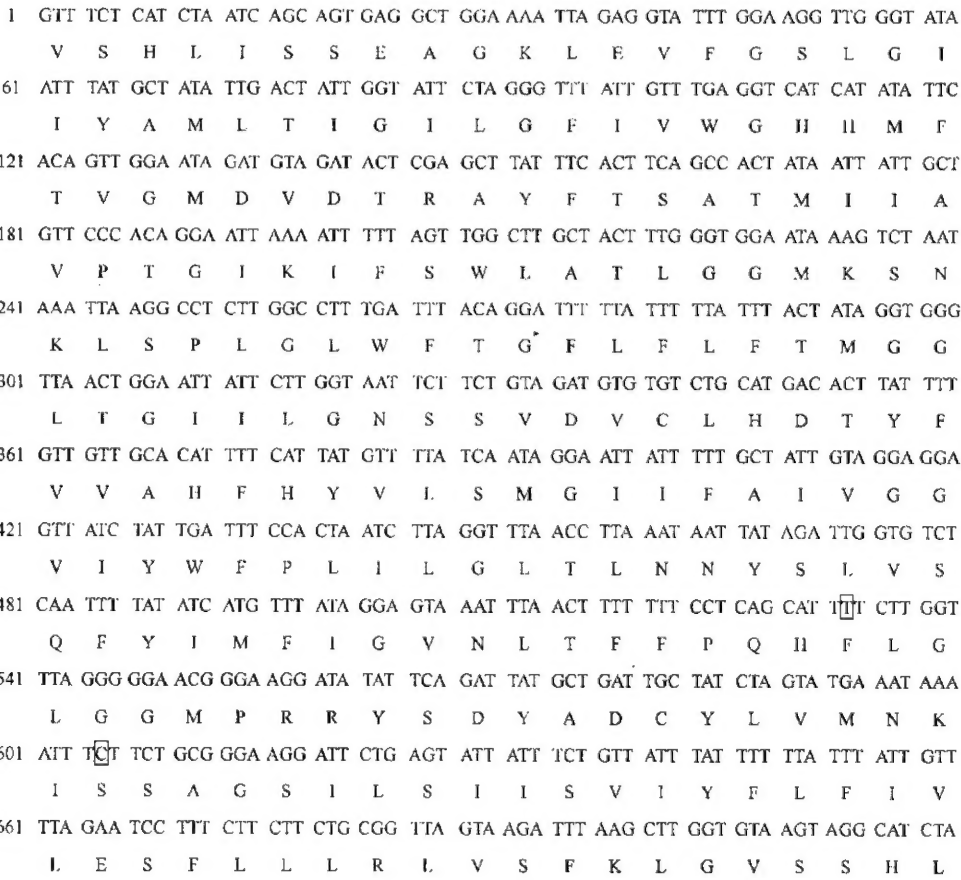 1 GTT TCT CAT CTA ATC AGC AGT GAG GCT GGA AAA TTA GAG GTA TTT GGA AGG TTG GGT ATA
V S H L I S S E A G K L E V F G S L G I
61 ATT TAT GCT ATA TTG ACT ATT GGT ATT CTA GGG TTT ATT GTT TGA GGT CAT CAT ATA TTC
I Y A M L T I G I L G F I V W G H H M F
121 ACA GTT GGA ATA GAT GTA GAT ACT CGA GCT TAT TTC ACT TCA GCC ACT ATA ATT ATT GCT
T V G M D V D T R A Y F T S A T M I I A
181 GTT CCC ACA GGA ATT AAA ATT TTT AGT TGG CTT GCT ACT TTG GGT GGA ATA AAG TCT AAT
V P T G I K I F S W L A T L G G M K S N
241 AAA TTA AGG CCT CTT GGC CTT TGA TTT ACA GGA TTT TTA TTT TTA TTT ACT ATA GGT GGG
K L S P L G L W F T G F L F L F T M G G
301 TTA ACT GGA ATT ATT CTT GGT AAT TCT TCT GTA GAT GTG TGT CTG CAT GAC ACT TAT TTT
L T G I I L G N S S V D V C L H D T Y F
361 GTT GTT GCA CAT TTT CAT TAT GTT TTA TCA ATA GGA ATT ATT TTT GCT ATT GTA GGA GGA
V V A H F H Y V L S M G I I F A I V G G
421 GTT ATC TAT TGA TTT CCA CTA ATC TTA GGT TTA ACC TTA AAT AAT TAT AGA TTG GTG TCT
V I Y W F P L I L G L T L N N Y S L V S
481 CAA TTT TAT ATC ATG TTT ATA GGA GTA AAT TTA ACT TTT TTT CCT CAG CAT TTT CTT GGT
Q F Y I M F I G V N L T F F P Q H F L G
541 TTA GGG GGA ACG GGA AGG ATA TAT TCA GAT TAT GCT GAT TGC TAT CTA GTA TGA AAT AAA
L G G M P R R Y S D Y A D C Y L V M N K
601 ATT TCT TCT GCG GGA AGG ATT CTG AGT ATT ATT TCT GTT ATT TAT TTT TTA TTT ATT GTT
I S S A G S I L S I I S V I Y F L F I V
661 TTA GAA TCC TTT CTT CTT CTG CGG TTA GTA AGA TTT AAG CTT GGT GTA AGT AGG CAT CTA
L E S F L L L R L V S F K L G V S S H L